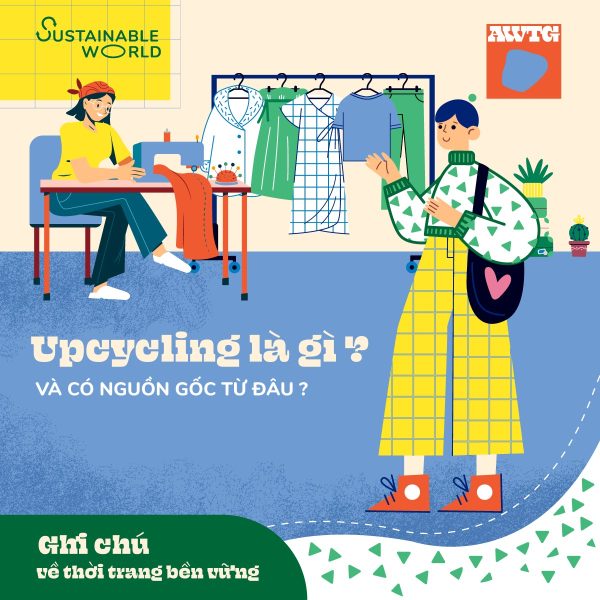 SUSTAINABLE
WORLD
AWTG
Upcycling là gì ?
VÀ CÓ NGUỒN GỐC TỪ ĐÂU ?
Ghi chú
về thời trang bền vững